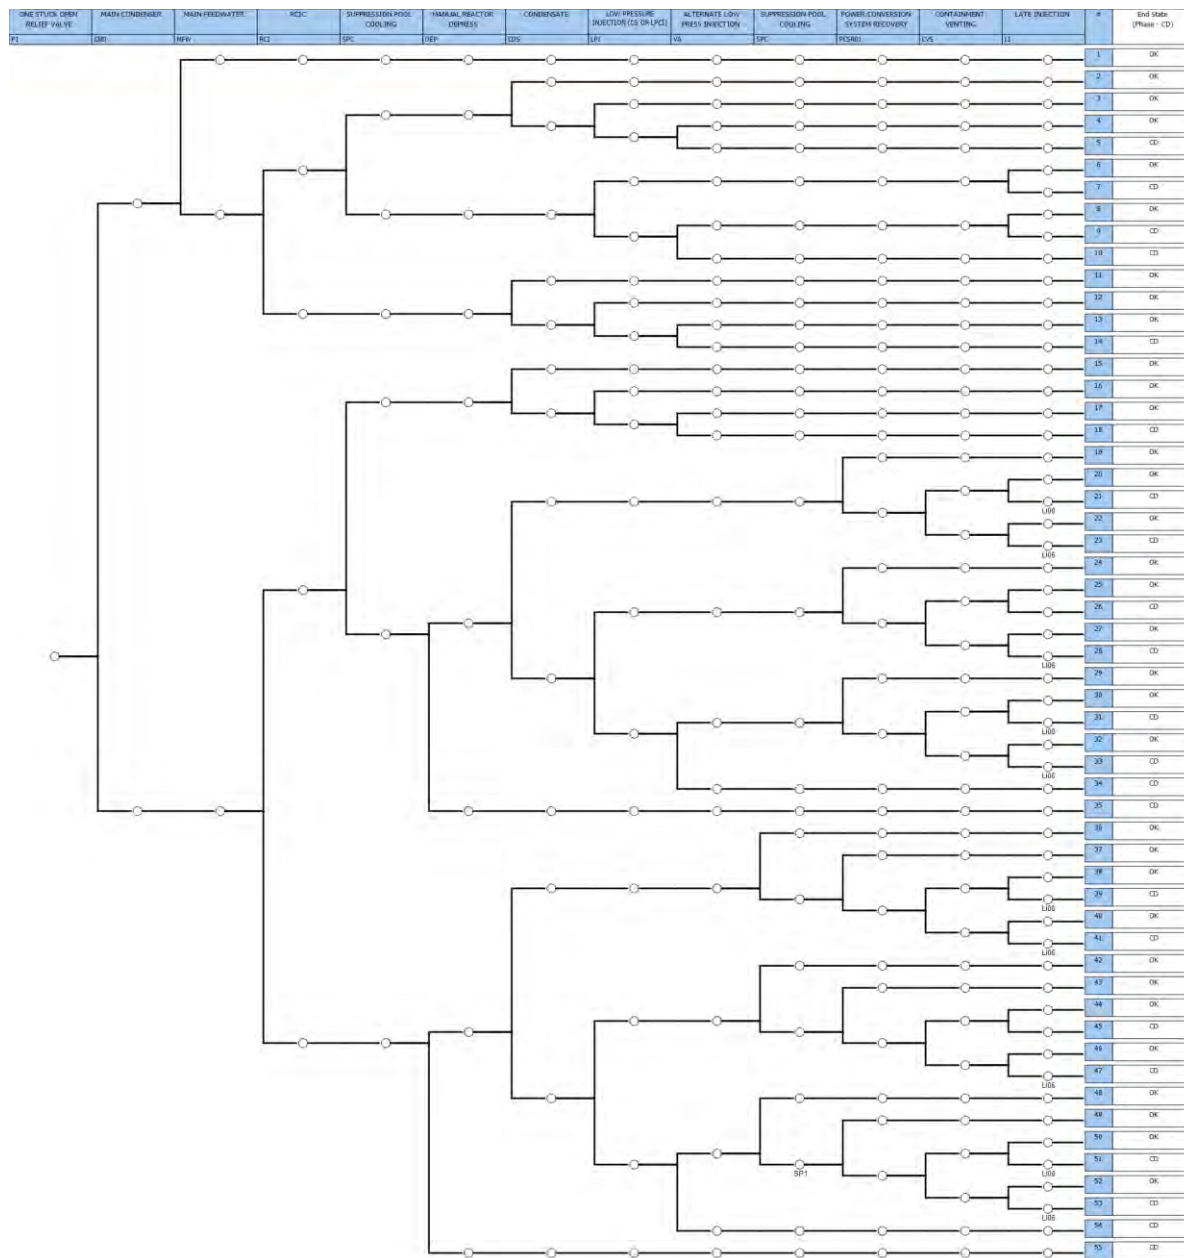 ONE STUCK OPEN
RELIEF VALVE
MAIN CONDENSER
MAIN FEEDWATER
RCIC
SUPPRESSION POOL
COOLING
MANUAL REACTOR
DEPRESS
CONDENSATE
LOW PRESSURE
INJECTION (CS OR LPCI)
ALTERNATE LOW
PRESS INJECTION
SUPPRESSION POOL
COOLING
POWER CONVERSION
SYSTEM RECOVERY
CONTAINMENT
VENTING
LATE INJECTION
#
End State
(Phase - CD)
P1
MFW
RCI
SPC
DEP
CDS
LPI
VA
SPC
CVS
LI
1 OK
2 OK
3 OK
4 OK
5 CD
6 OK
7 CD
8 OK
9 CD
10 CD
11 OK
12 OK
13 OK
14 CD
15 OK
16 OK
17 OK
18 CD
19 OK
20 OK
21 CD
LI00
22 OK
23 CD
LI06
24 OK
25 OK
26 CD
27 OK
28 CD
LI06
29 OK
30 OK
31 CD
LI00
32 OK
33 CD
LI06
34 CD
35 CD
36 OK
37 OK
38 OK
39 CD
LI00
40 OK
41 CD
LI06
42 OK
43 OK
44 OK
45 CD
46 OK
47 CD
LI06
48 OK
49 OK
50 OK
51 CD
SP1
LI00
52 OK
53 CD
LI06
54 CD
55 CD